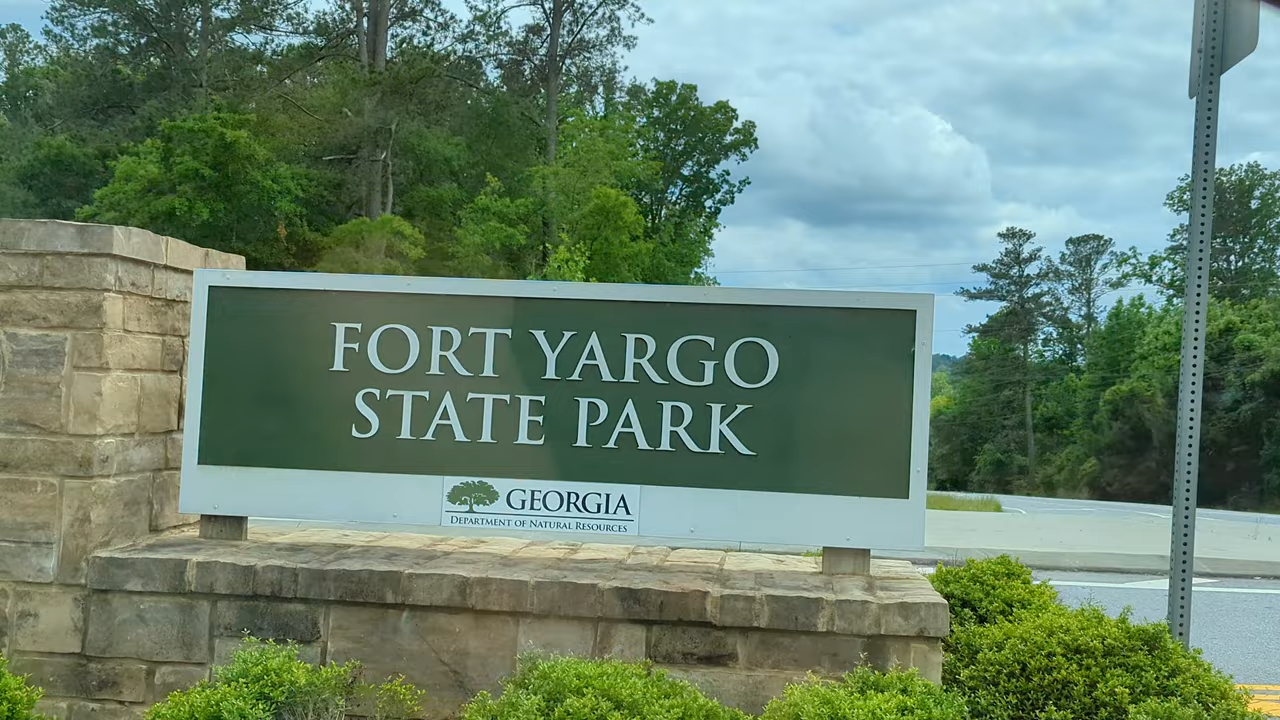 FORT YARGO
STATE PARK
GEORGIA
DEPARTMENT OF NATURAL RESOURCES